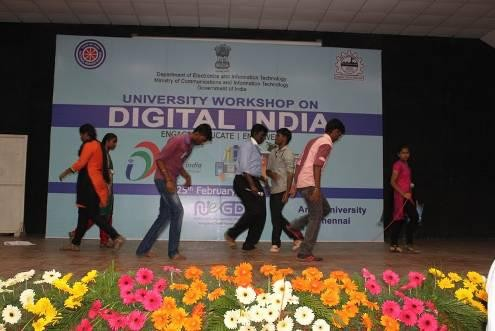 Department of Electronics and Information Technology
Ministry of Communications and Information Technology
Government of India
UNIVERSITY WORKSHOP ON
DIGITAL INDIA
25th February
University
Chennai